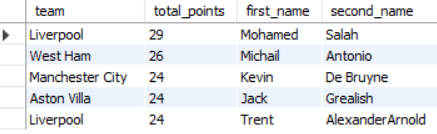 team total_points first_name second_name
Liverpool 29 Mohamed Salah
West Ham 26 Michail Antonio
Manchester City 24 Kevin De Bruyne
Aston Villa 24 Jack Grealish
Liverpool 24 Trent AlexanderArnold